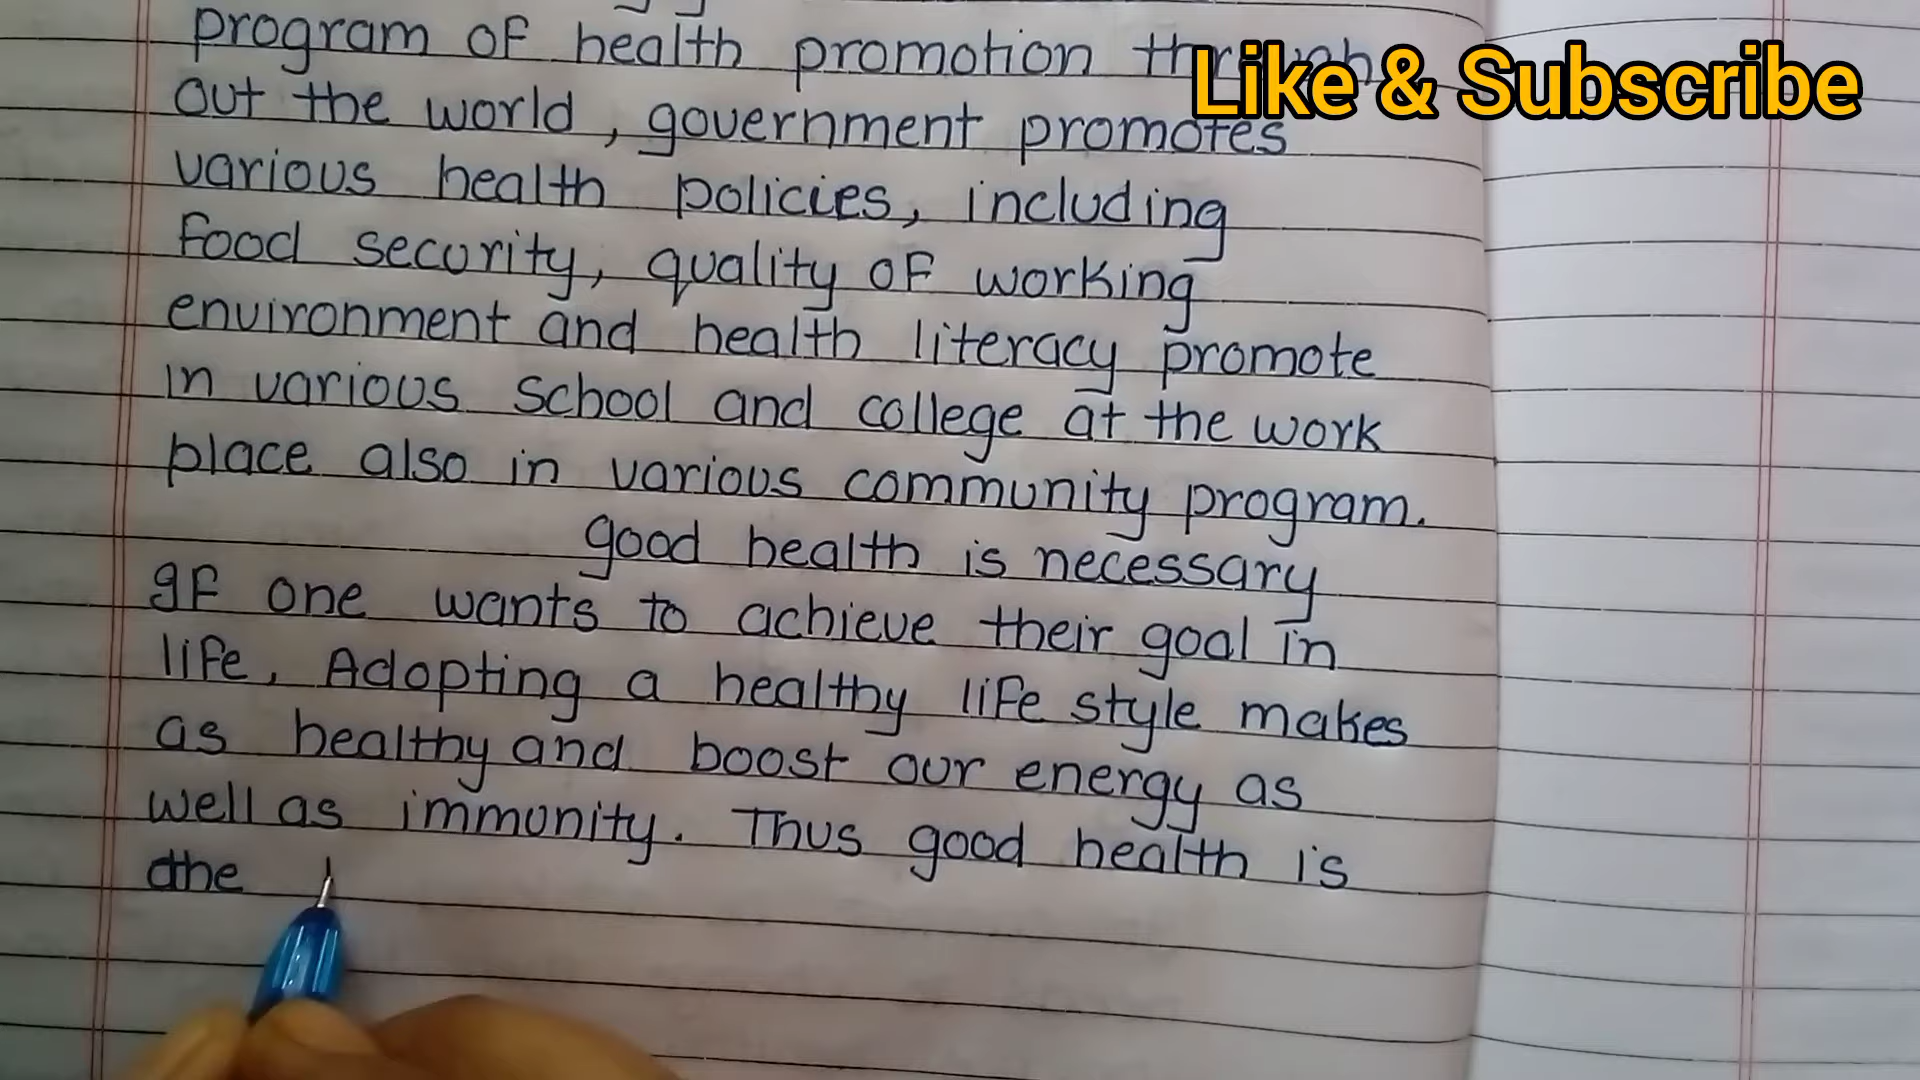 program of health promotion through
Like & Subscribe
out the world, government promotes
various health policies, including
food security, quality of working
environment and health literacy promote
in various school and college at the work
place also in various community program.
good health is necessary
If one wants to achieve their goal in
life, Adopting a healthy life style makes
as healthy and boost our energy as
well as immunity. Thus good health is
the